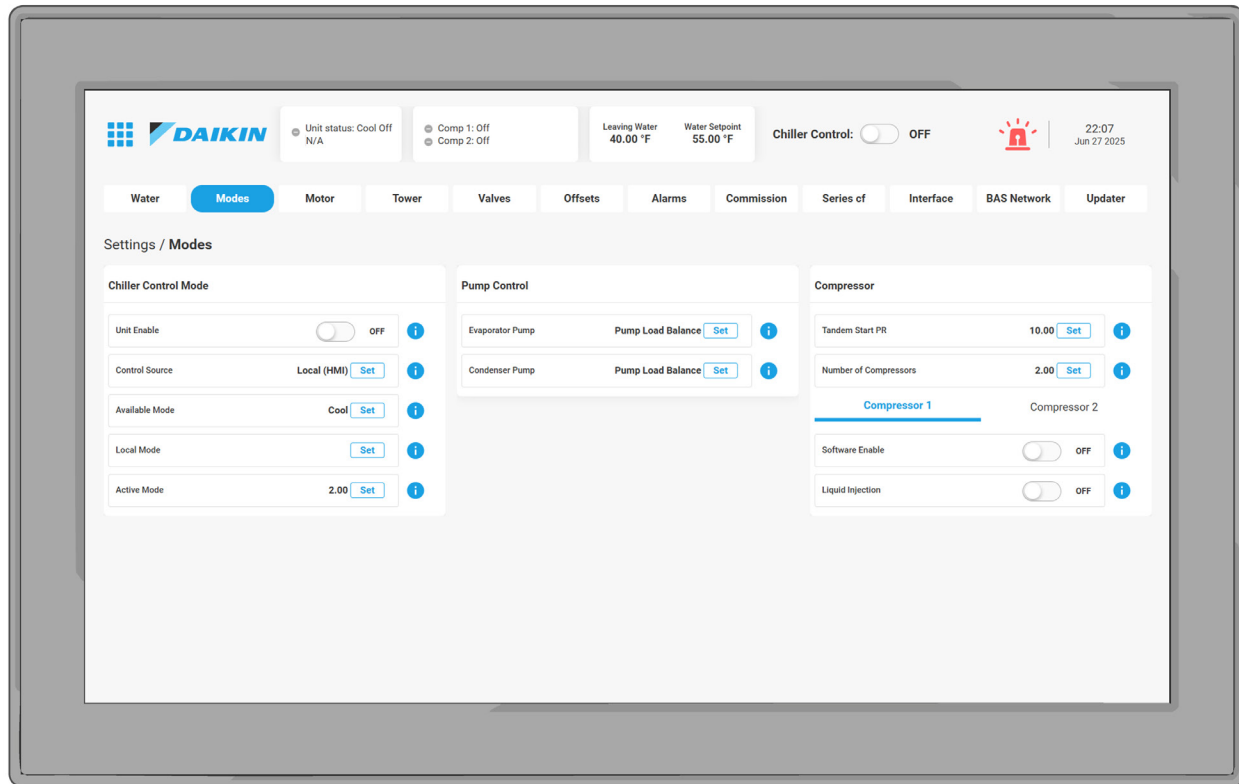 DAIKIN
Unit status: Cool Off
N/A
Comp 1: Off
Comp 2: Off
Leaving Water Water Setpoint
40.00 °F 55.00 °F
Chiller Control: OFF
22:07
Jun 27 2025
Water Modes Motor Tower Valves Offsets Alarms Commission Series cf Interface BAS Network Updater
Settings / Modes
Chiller Control Mode
Unit Enable OFF i
Control Source Local (HMI) Set i
Available Mode Cool Set i
Local Mode Set i
Active Mode 2.00 Set i
Pump Control
Evaporator Pump Pump Load Balance Set i
Condenser Pump Pump Load Balance Set i
Compressor
Tandem Start PR 10.00 Set i
Number of Compressors 2.00 Set i
Compressor 1 Compressor 2
Software Enable OFF i
Liquid Injection OFF i